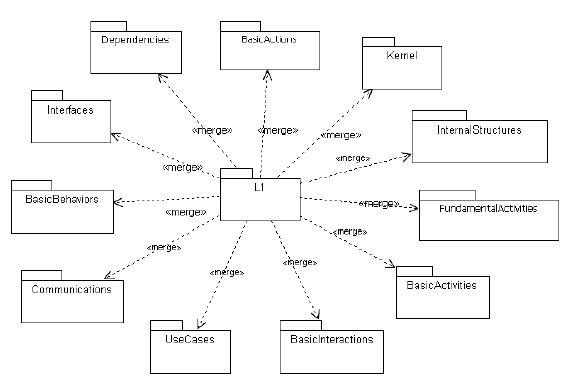 Dependencies
BasicActions
Kernel
Interfaces
«merge»
«merge»
«merge»
InternalStructures
«merge»
«merge»
L1
BasicBehaviors
«merge»
«merge»
FundamentalActivities
«merge»
«merge»
«merge»
«merge»
Communications
BasicActivities
UseCases
BasicInteractions